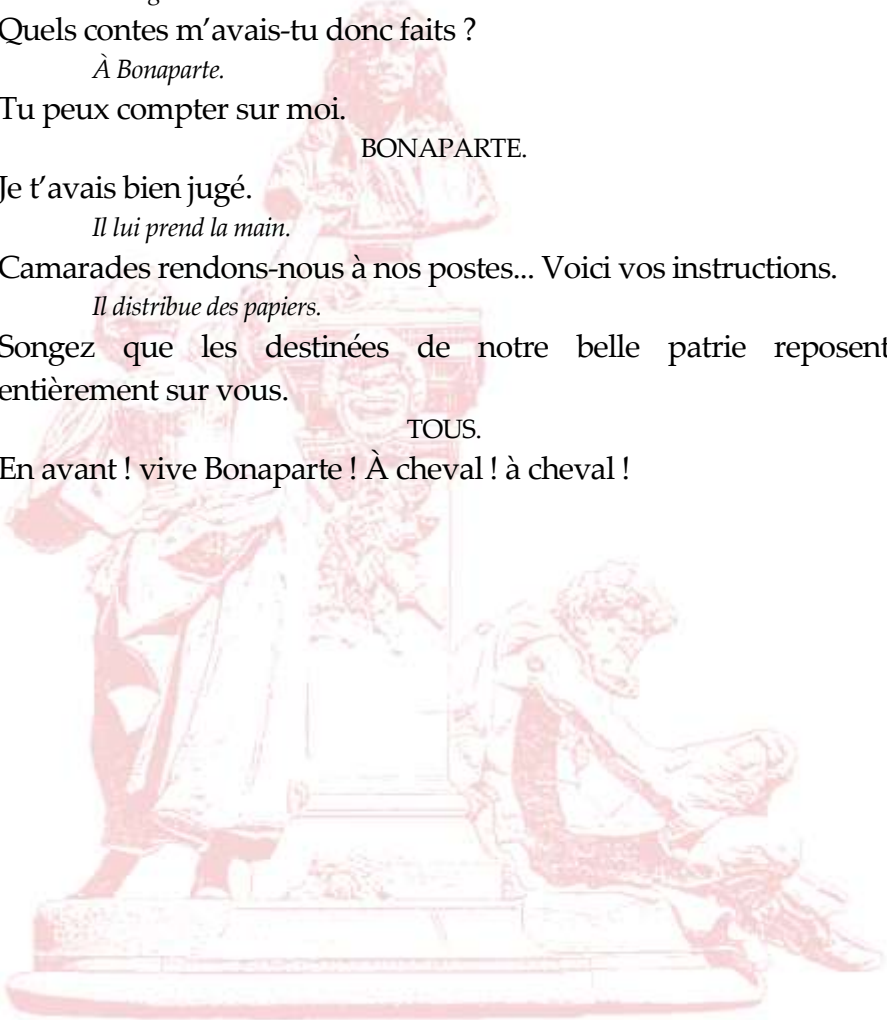 Quels contes m’avais-tu donc faits ?
À Bonaparte.
Tu peux compter sur moi.
BONAPARTE.
Je t’avais bien jugé.
Il lui prend la main.
Camarades rendons-nous à nos postes... Voici vos instructions.
Il distribue des papiers.
Songez que les destinées de notre belle patrie reposent
entièrement sur vous.
TOUS.
En avant ! vive Bonaparte ! À cheval ! à cheval !